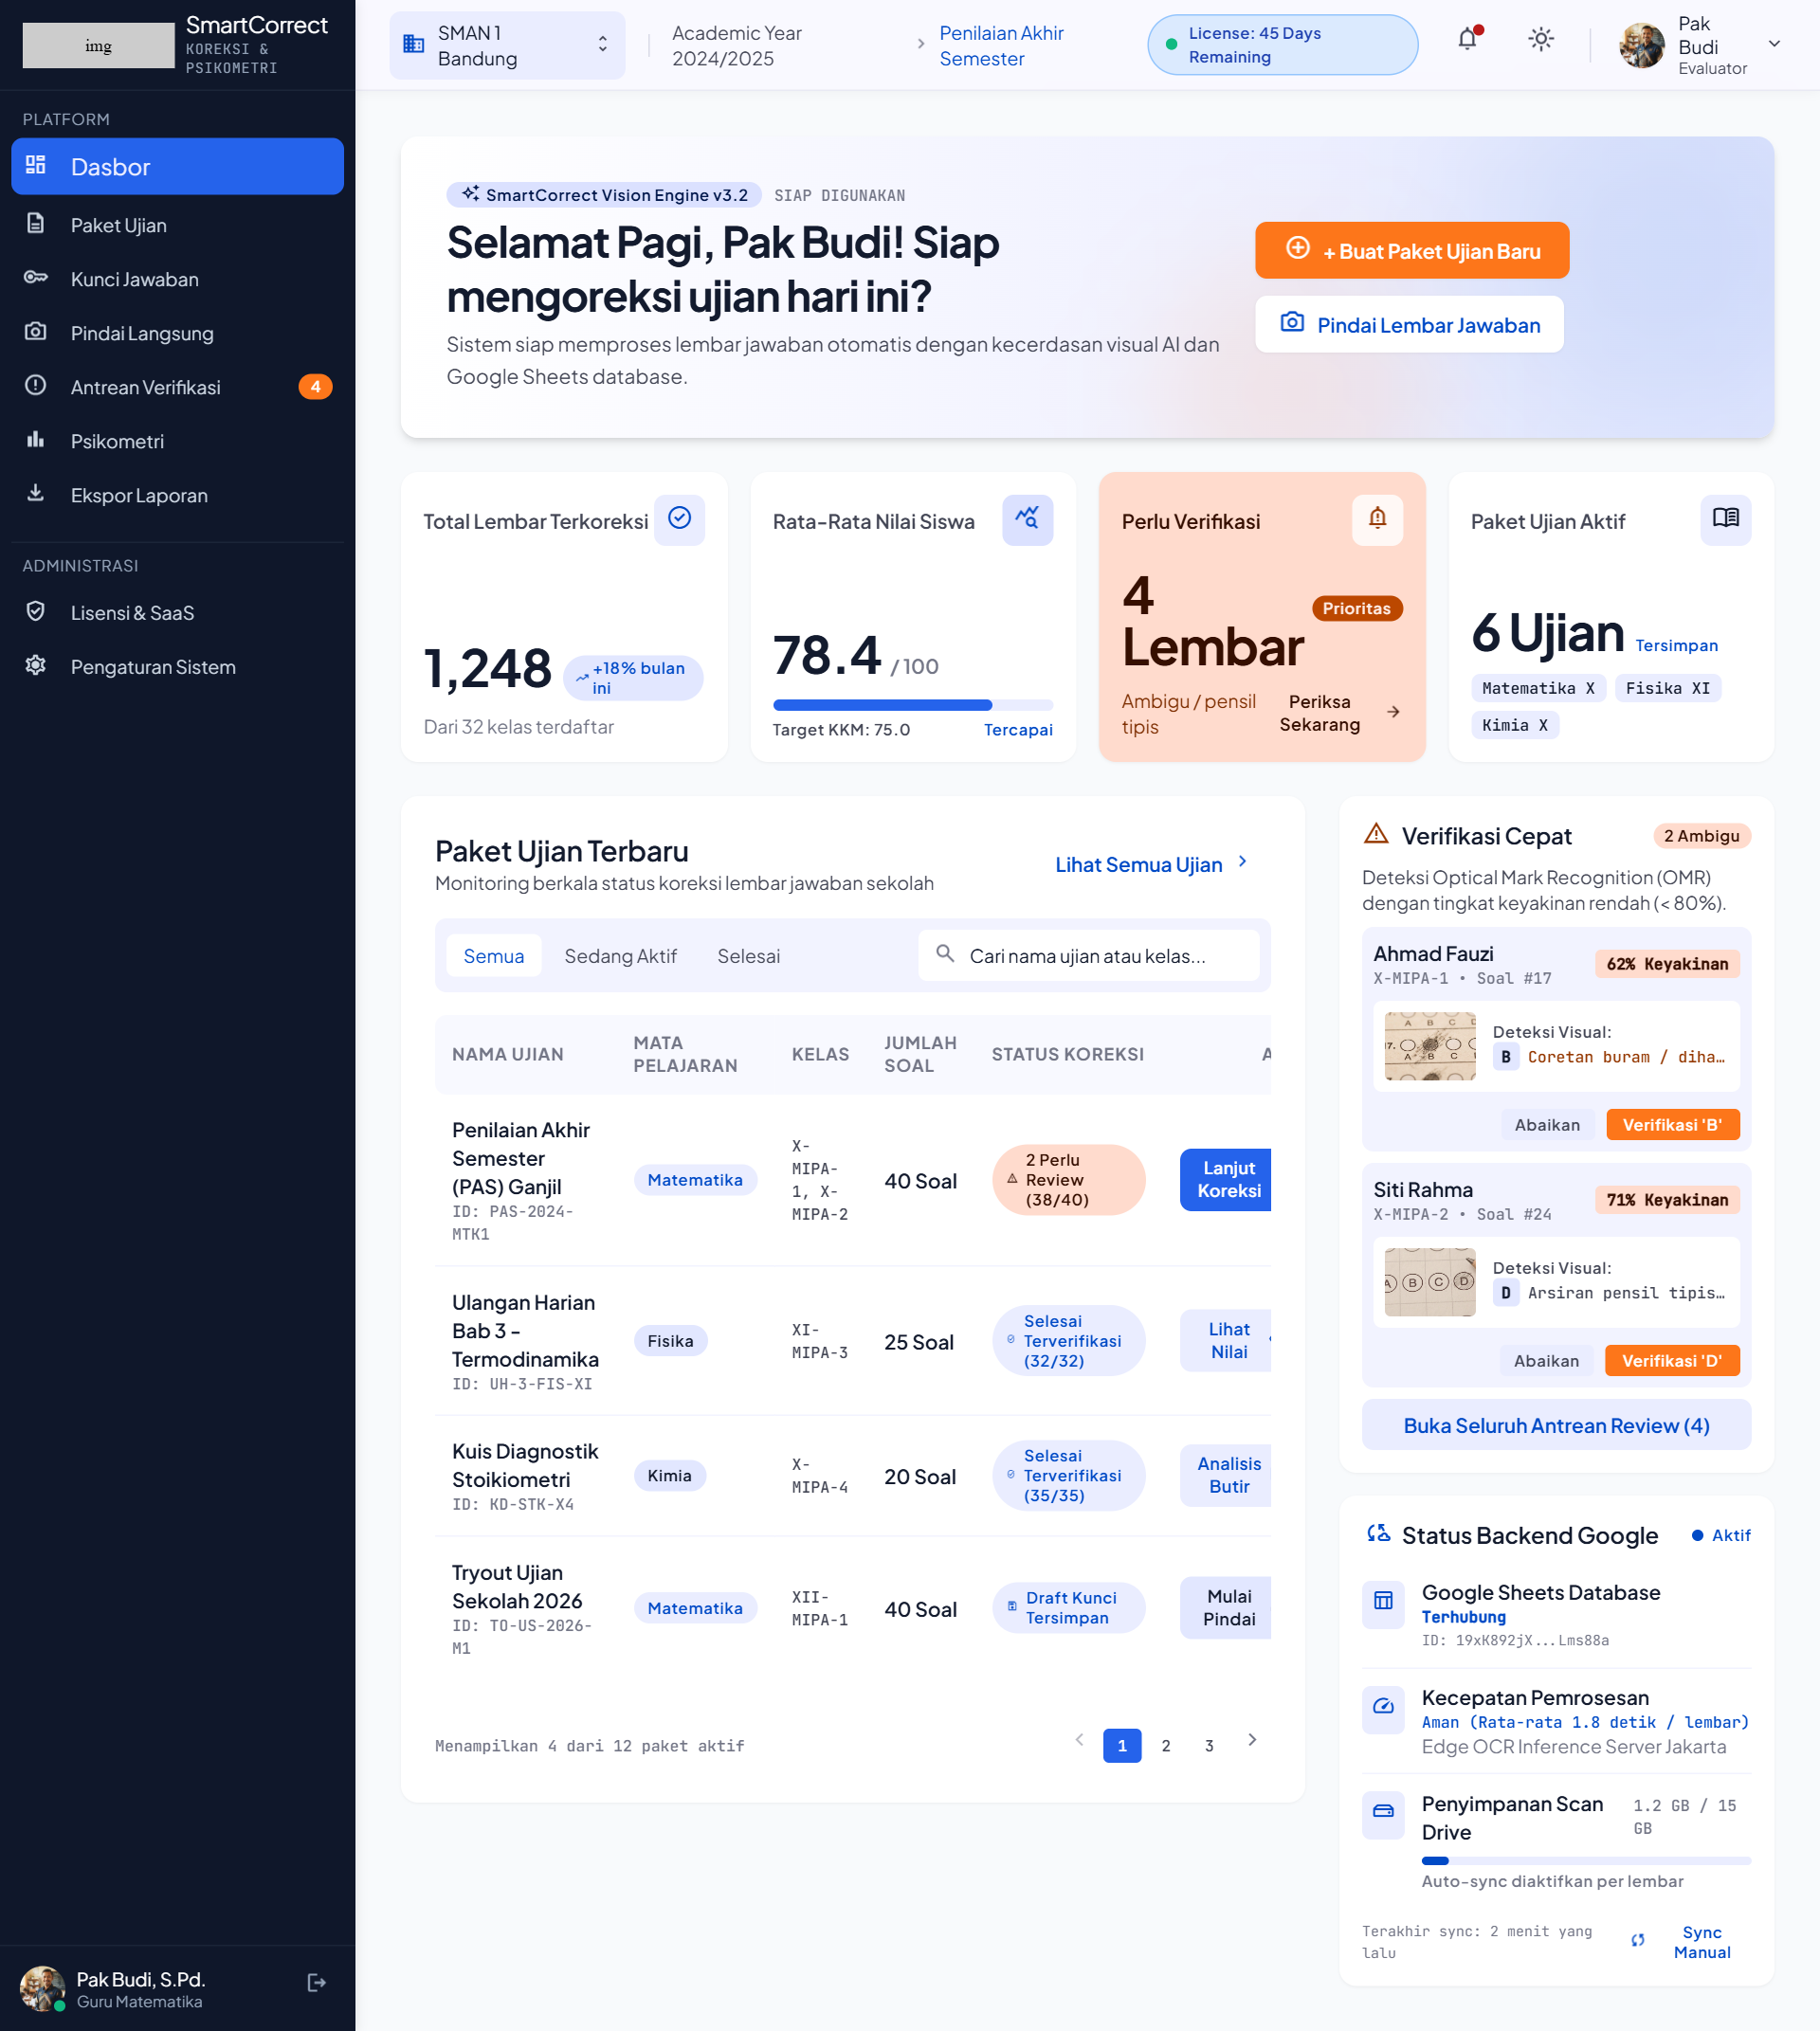 img
SmartCorrect
KOREKSI &
PSIKOMETRI
PLATFORM
Dasbor
Paket Ujian
Kunci Jawaban
Pindai Langsung
Antrean Verifikasi
4
Psikometri
Ekspor Laporan
ADMINISTRASI
Lisensi & SaaS
Pengaturan Sistem
Pak Budi, S.Pd.
Guru Matematika
SMAN 1
Bandung
Academic Year
2024/2025
Penilaian Akhir
Semester
License: 45 Days
Remaining
Pak
Budi
Evaluator
SmartCorrect Vision Engine v3.2
SIAP DIGUNAKAN
Selamat Pagi, Pak Budi! Siap
mengoreksi ujian hari ini?
Sistem siap memproses lembar jawaban otomatis dengan kecerdasan visual AI dan
Google Sheets database.
+ Buat Paket Ujian Baru
Pindai Lembar Jawaban
Total Lembar Terkoreksi
1,248
+18% bulan
ini
Dari 32 kelas terdaftar
Rata-Rata Nilai Siswa
78.4 / 100
Target KKM: 75.0
Tercapai
Perlu Verifikasi
4
Lembar
Prioritas
Ambigu / pensil
tipis
Periksa
Sekarang
Paket Ujian Aktif
6 Ujian
Tersimpan
Matematika X
Fisika XI
Kimia X
Paket Ujian Terbaru
Monitoring berkala status koreksi lembar jawaban sekolah
Lihat Semua Ujian
Semua
Sedang Aktif
Selesai
Cari nama ujian atau kelas...
NAMA UJIAN
MATA
PELAJARAN
KELAS
JUMLAH
SOAL
STATUS KOREKSI
A
Penilaian Akhir
Semester
(PAS) Ganjil
ID: PAS-2024-
MTK1
Matematika
X-
MIPA-
1, X-
MIPA-2
40 Soal
2 Perlu
Review
(38/40)
Lanjut
Koreksi
Ulangan Harian
Bab 3 -
Termodinamika
ID: UH-3-FIS-XI
Fisika
XI-
MIPA-3
25 Soal
Selesai
Terverifikasi
(32/32)
Lihat
Nilai
Kuis Diagnostik
Stoikiometri
ID: KD-STK-X4
Kimia
X-
MIPA-4
20 Soal
Selesai
Terverifikasi
(35/35)
Analisis
Butir
Tryout Ujian
Sekolah 2026
ID: TO-US-2026-
M1
Matematika
XII-
MIPA-1
40 Soal
Draft Kunci
Tersimpan
Mulai
Pindai
Menampilkan 4 dari 12 paket aktif
1
2
3
Verifikasi Cepat
2 Ambigu
Deteksi Optical Mark Recognition (OMR)
dengan tingkat keyakinan rendah (< 80%).
Ahmad Fauzi
X-MIPA-1 • Soal #17
62% Keyakinan
A B C D
7.
A B C
Deteksi Visual:
B Coretan buram / diha…
Abaikan
Verifikasi 'B'
Siti Rahma
X-MIPA-2 • Soal #24
71% Keyakinan
A B C D
Deteksi Visual:
D Arsiran pensil tipis…
Abaikan
Verifikasi 'D'
Buka Seluruh Antrean Review (4)
Status Backend Google
Aktif
Google Sheets Database
Terhubung
ID: 19xK892jX...Lms88a
Kecepatan Pemrosesan
Aman (Rata-rata 1.8 detik / lembar)
Edge OCR Inference Server Jakarta
Penyimpanan Scan
Drive
1.2 GB / 15
GB
Auto-sync diaktifkan per lembar
Terakhir sync: 2 menit yang
lalu
Sync
Manual